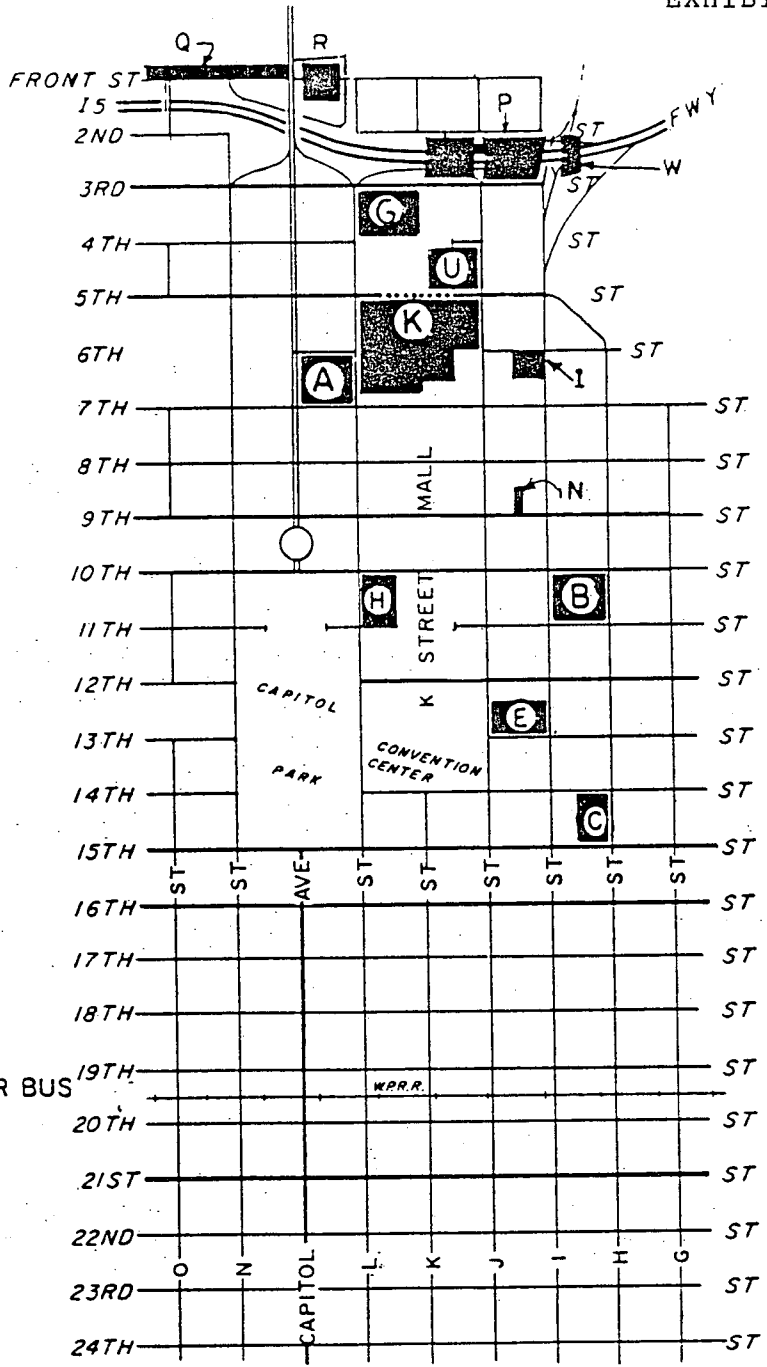 EXHIBI
Q
R
FRONT ST
I5
P
FWY
2ND
ST
W
3RD
ST
G
4TH
ST
U
5TH
ST
K
6TH
ST
A
I
7TH
ST
8TH
ST
MALL
N
9TH
ST
10TH
ST
H
B
11TH
ST
K STREET
12TH
ST
CAPITOL
PARK
E
13TH
ST
CONVENTION
CENTER
14TH
ST
C
15TH
ST
ST
ST
AVE
ST
ST
ST
ST
ST
ST
16TH
ST
17TH
ST
18TH
ST
R BUS
19TH
ST
W.P.R.R.
20TH
ST
21ST
ST
22ND
ST
O
N
CAPITOL
L
K
J
I
H
G
23RD
ST
24TH
ST